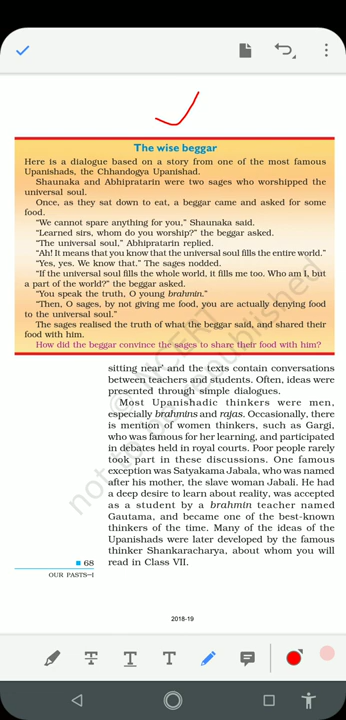 The wise beggar
Here is a dialogue based on a story from one of the most famous
Upanishads, the Chhandogya Upanishad.
Shaunaka and Abhipratarin were two sages who worshipped the
universal soul.
Once, as they sat down to eat, a beggar came and asked for some
food.
“We cannot spare anything for you,” Shaunaka said.
“Learned sirs, whom do you worship?” the beggar asked.
“The universal soul,” Abhipratarin replied.
“Ah! It means that you know that the universal soul fills the entire world.”
“Yes, yes. We know that.” The sages nodded.
“If the universal soul fills the whole world, it fills me too. Who am I, but
a part of the world?” the beggar asked.
“You speak the truth, O young brahmin.”
“Then, O sages, by not giving me food, you are actually denying food
to the universal soul.”
The sages realised the truth of what the beggar said, and shared their
food with him.
How did the beggar convince the sages to share their food with him?
sitting near’ and the texts contain conversations
between teachers and students. Often, ideas were
presented through simple dialogues.
Most Upanishadic thinkers were men,
especially brahmins and rajas. Occasionally, there
is mention of women thinkers, such as Gargi,
who was famous for her learning, and participated
in debates held in royal courts. Poor people rarely
took part in these discussions. One famous
exception was Satyakama Jabala, who was named
after his mother, the slave woman Jabali. He had
a deep desire to learn about reality, was accepted
as a student by a brahmin teacher named
Gautama, and became one of the best-known
thinkers of the time. Many of the ideas of the
Upanishads were later developed by the famous
thinker Shankaracharya, about whom you will
read in Class VII.
68
OUR PASTS–I
2018-19
T
T
T